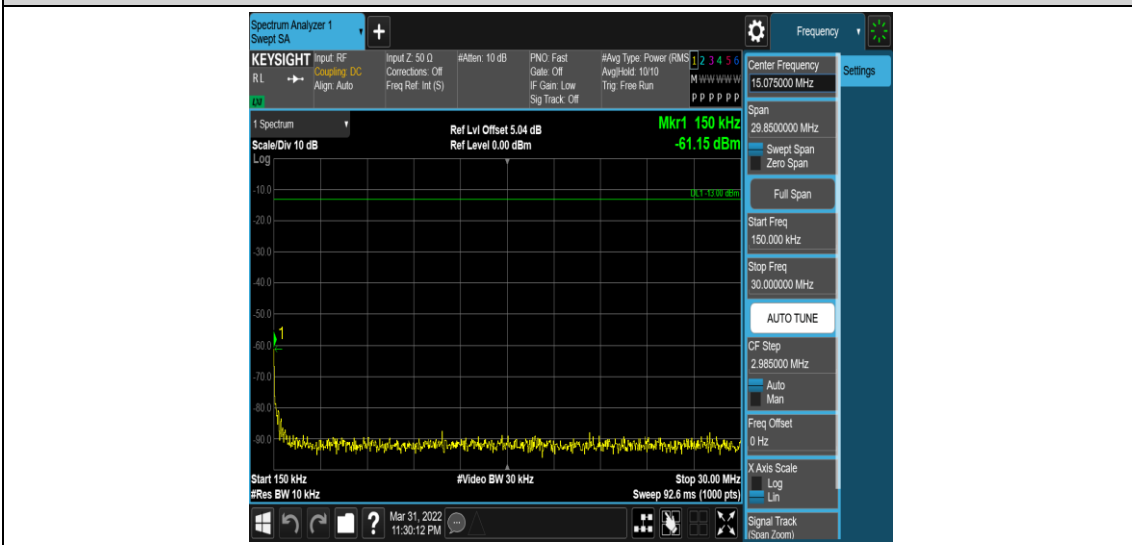 Spectrum Analyzer 1
Swept SA
+
Frequency
KEYSIGHT
RL
LXI
Input: RF
Coupling: DC
Align: Auto
Input Z: 50 Ω
Corrections: Off
Freq Ref: Int (S)
#Atten: 10 dB
PNO: Fast
Gate: Off
IF Gain: Low
Sig Track: Off
#Avg Type: Power (RMS
Avg|Hold: 10/10
Trig: Free Run
1 2 3 4 5 6
M W W W W W
P P P P P P
Center Frequency
15.075000 MHz
Settings
Span
29.8500000 MHz
Swept Span
Zero Span
Full Span
Start Freq
150.000 kHz
Stop Freq
30.000000 MHz
AUTO TUNE
CF Step
2.985000 MHz
Auto
Man
Freq Offset
0 Hz
X Axis Scale
Log
Lin
Signal Track
(Span Zoom)
1 Spectrum
Scale/Div 10 dB
Log
Ref Lvl Offset 5.04 dB
Ref Level 0.00 dBm
Mkr1 150 kHz
-61.15 dBm
DL1 -13.00 dBm
-10.0
-20.0
-30.0
-40.0
-50.0
1
-60.0
-70.0
-80.0
-90.0
Start 150 kHz
#Res BW 10 kHz
#Video BW 30 kHz
Stop 30.00 MHz
Sweep 92.6 ms (1000 pts)
?
Mar 31, 2022
11:30:12 PM